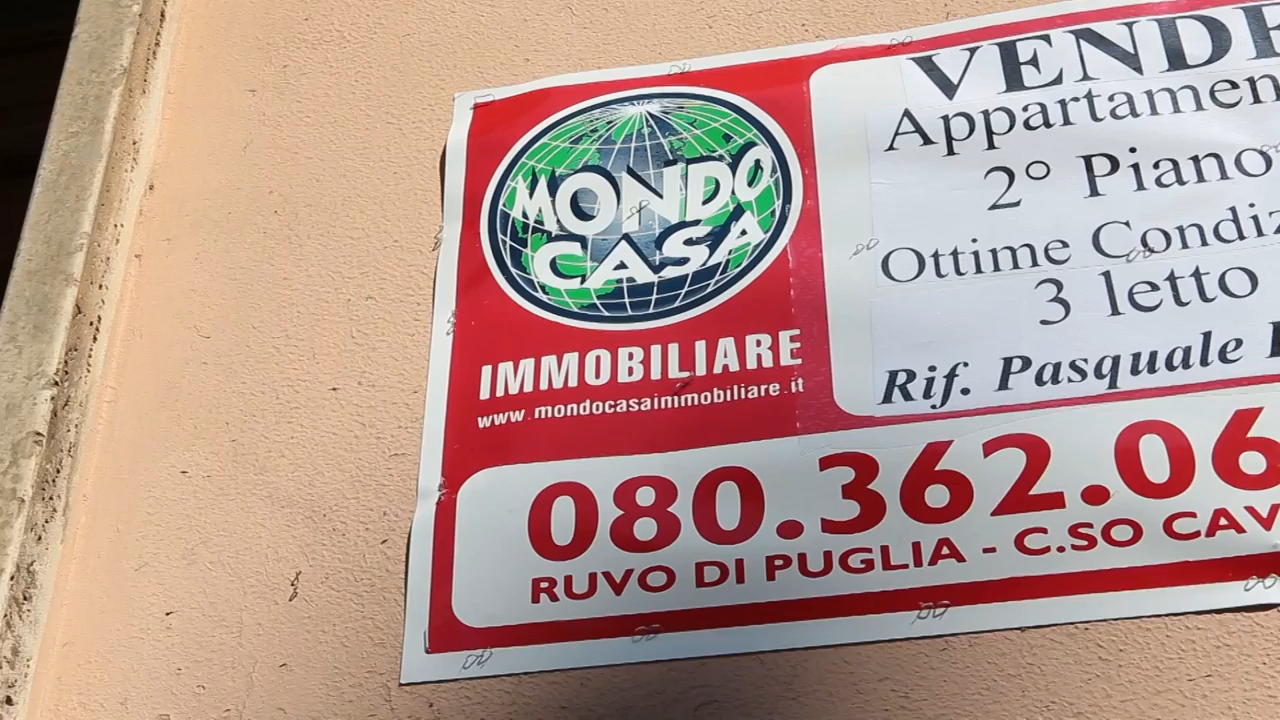 MONDO
CASA
IMMOBILIARE
www.mondocasaimmobiliare.it
VENDE
Appartamen
2° Piano
Ottime Condiz
3 letto
Rif. Pasquale
080.362.06
RUVO DI PUGLIA - C.SO CAV